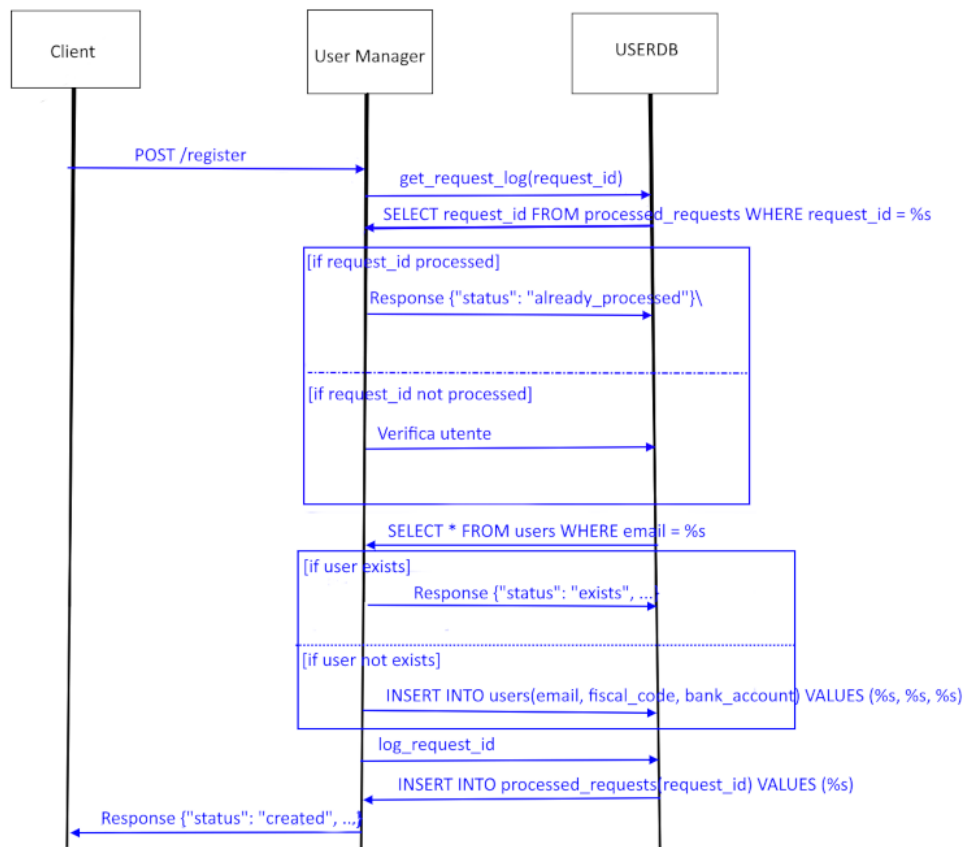 Client
User Manager
USERDB
POST /register
get_request_log(request_id)
SELECT request_id FROM processed_requests WHERE request_id = %s
[if request_id processed]
Response {"status": "already_processed"}\
[if request_id not processed]
Verifica utente
SELECT * FROM users WHERE email = %s
[if user exists]
Response {"status": "exists", ...}
[if user not exists]
INSERT INTO users(email, fiscal_code, bank_account) VALUES (%s, %s, %s)
log_request_id
INSERT INTO processed_requests(request_id) VALUES (%s)
Response {"status": "created", ...}